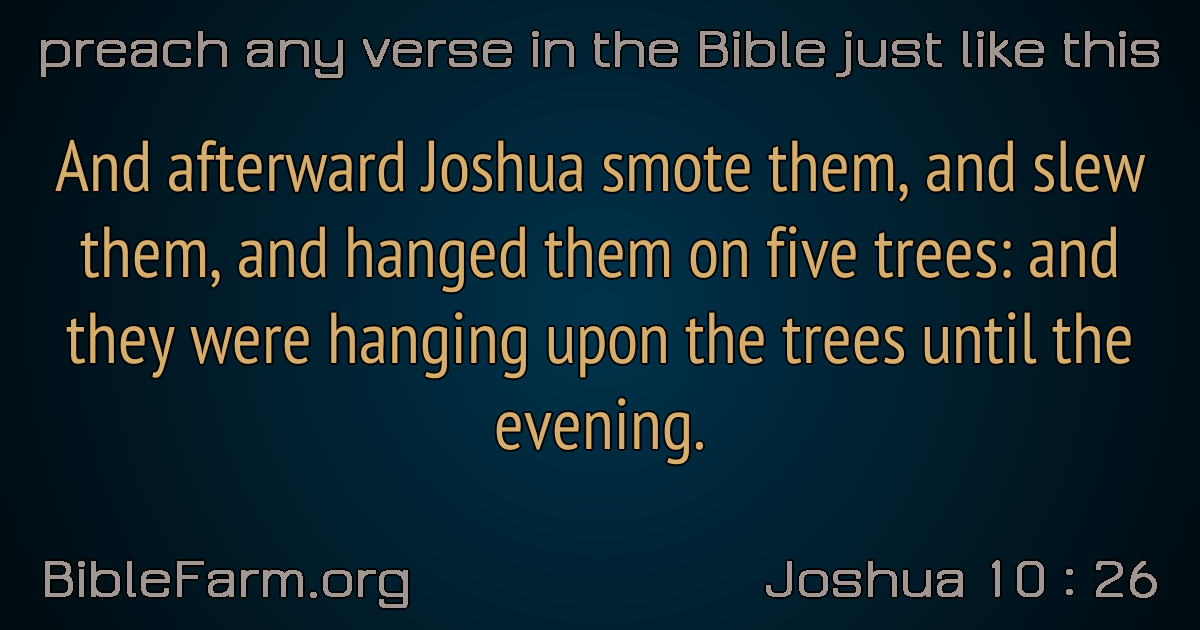 preach any verse in the Bible just like this
And afterward Joshua smote them, and slew
them, and hanged them on five trees: and
they were hanging upon the trees until the
evening.
BibleFarm.org
Joshua 10 : 26